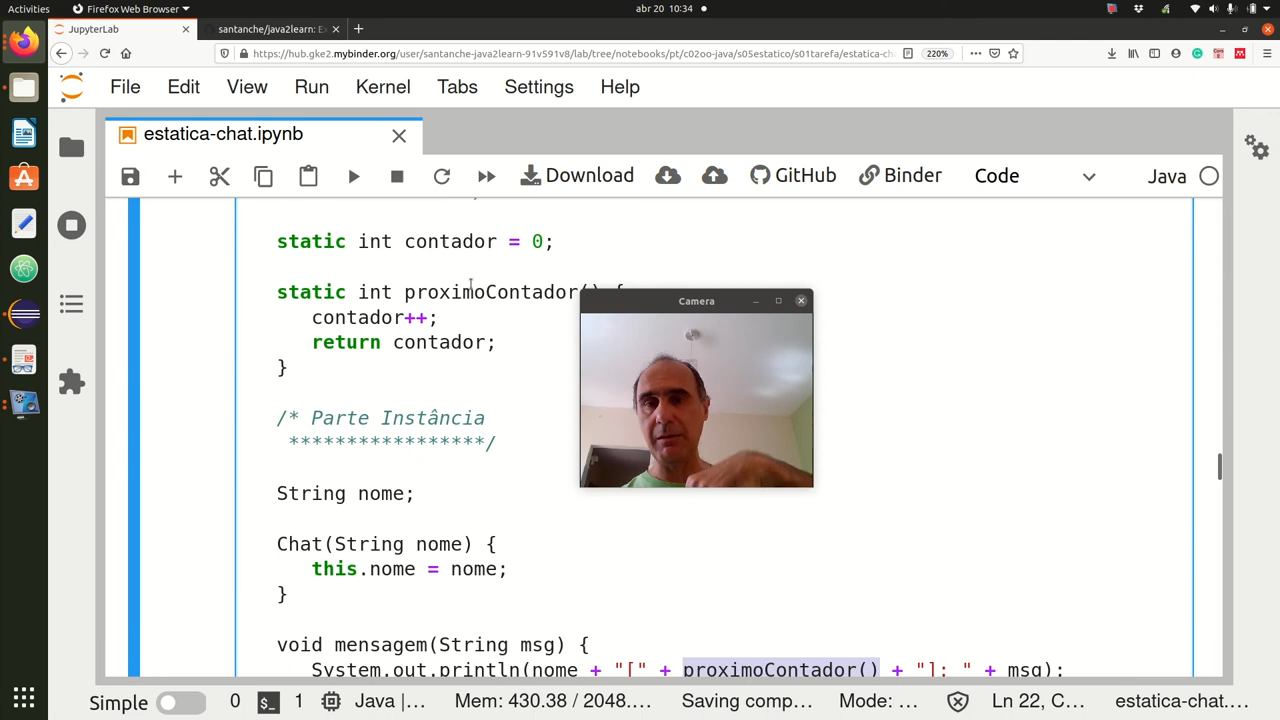 Activities Firefox Web Browser abr 20 10:34
JupyterLab santanche/java2learn: Ex
https://hub.gke2.mybinder.org/user/santanche-java2learn-91v591v8/lab/tree/notebooks/pt/c02oo-java/s05estatico/s01tarefa/estatica-cha 220%
File Edit View Run Kernel Tabs Settings Help
estatica-chat.ipynb
Download GitHub Binder Code Java
static int contador = 0;
static int proximoContador() {
contador++;
return contador;
}
/* Parte Instância
****************/
Camera
String nome;
Chat(String nome) {
this.nome = nome;
}
void mensagem(String msg) {
System.out.println(nome + "[" + proximoContador() + "]: " + msg);
Simple 0 $_ 1 Java |... Mem: 430.38 / 2048... Saving comp... Mode: ... Ln 22, C... estatica-chat....